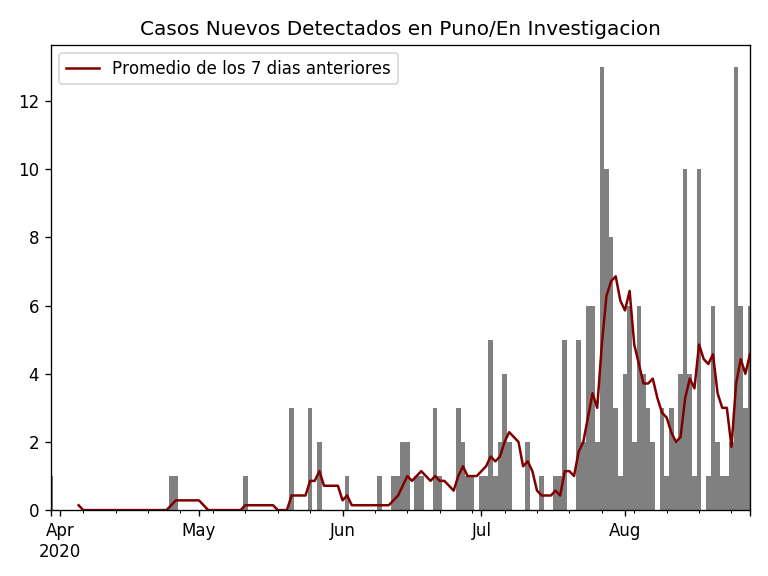 Casos Nuevos Detectados en Puno/En Investigacion
Promedio de los 7 dias anteriores
12
10
8
6
4
2
0
Apr May Jun Jul Aug
2020